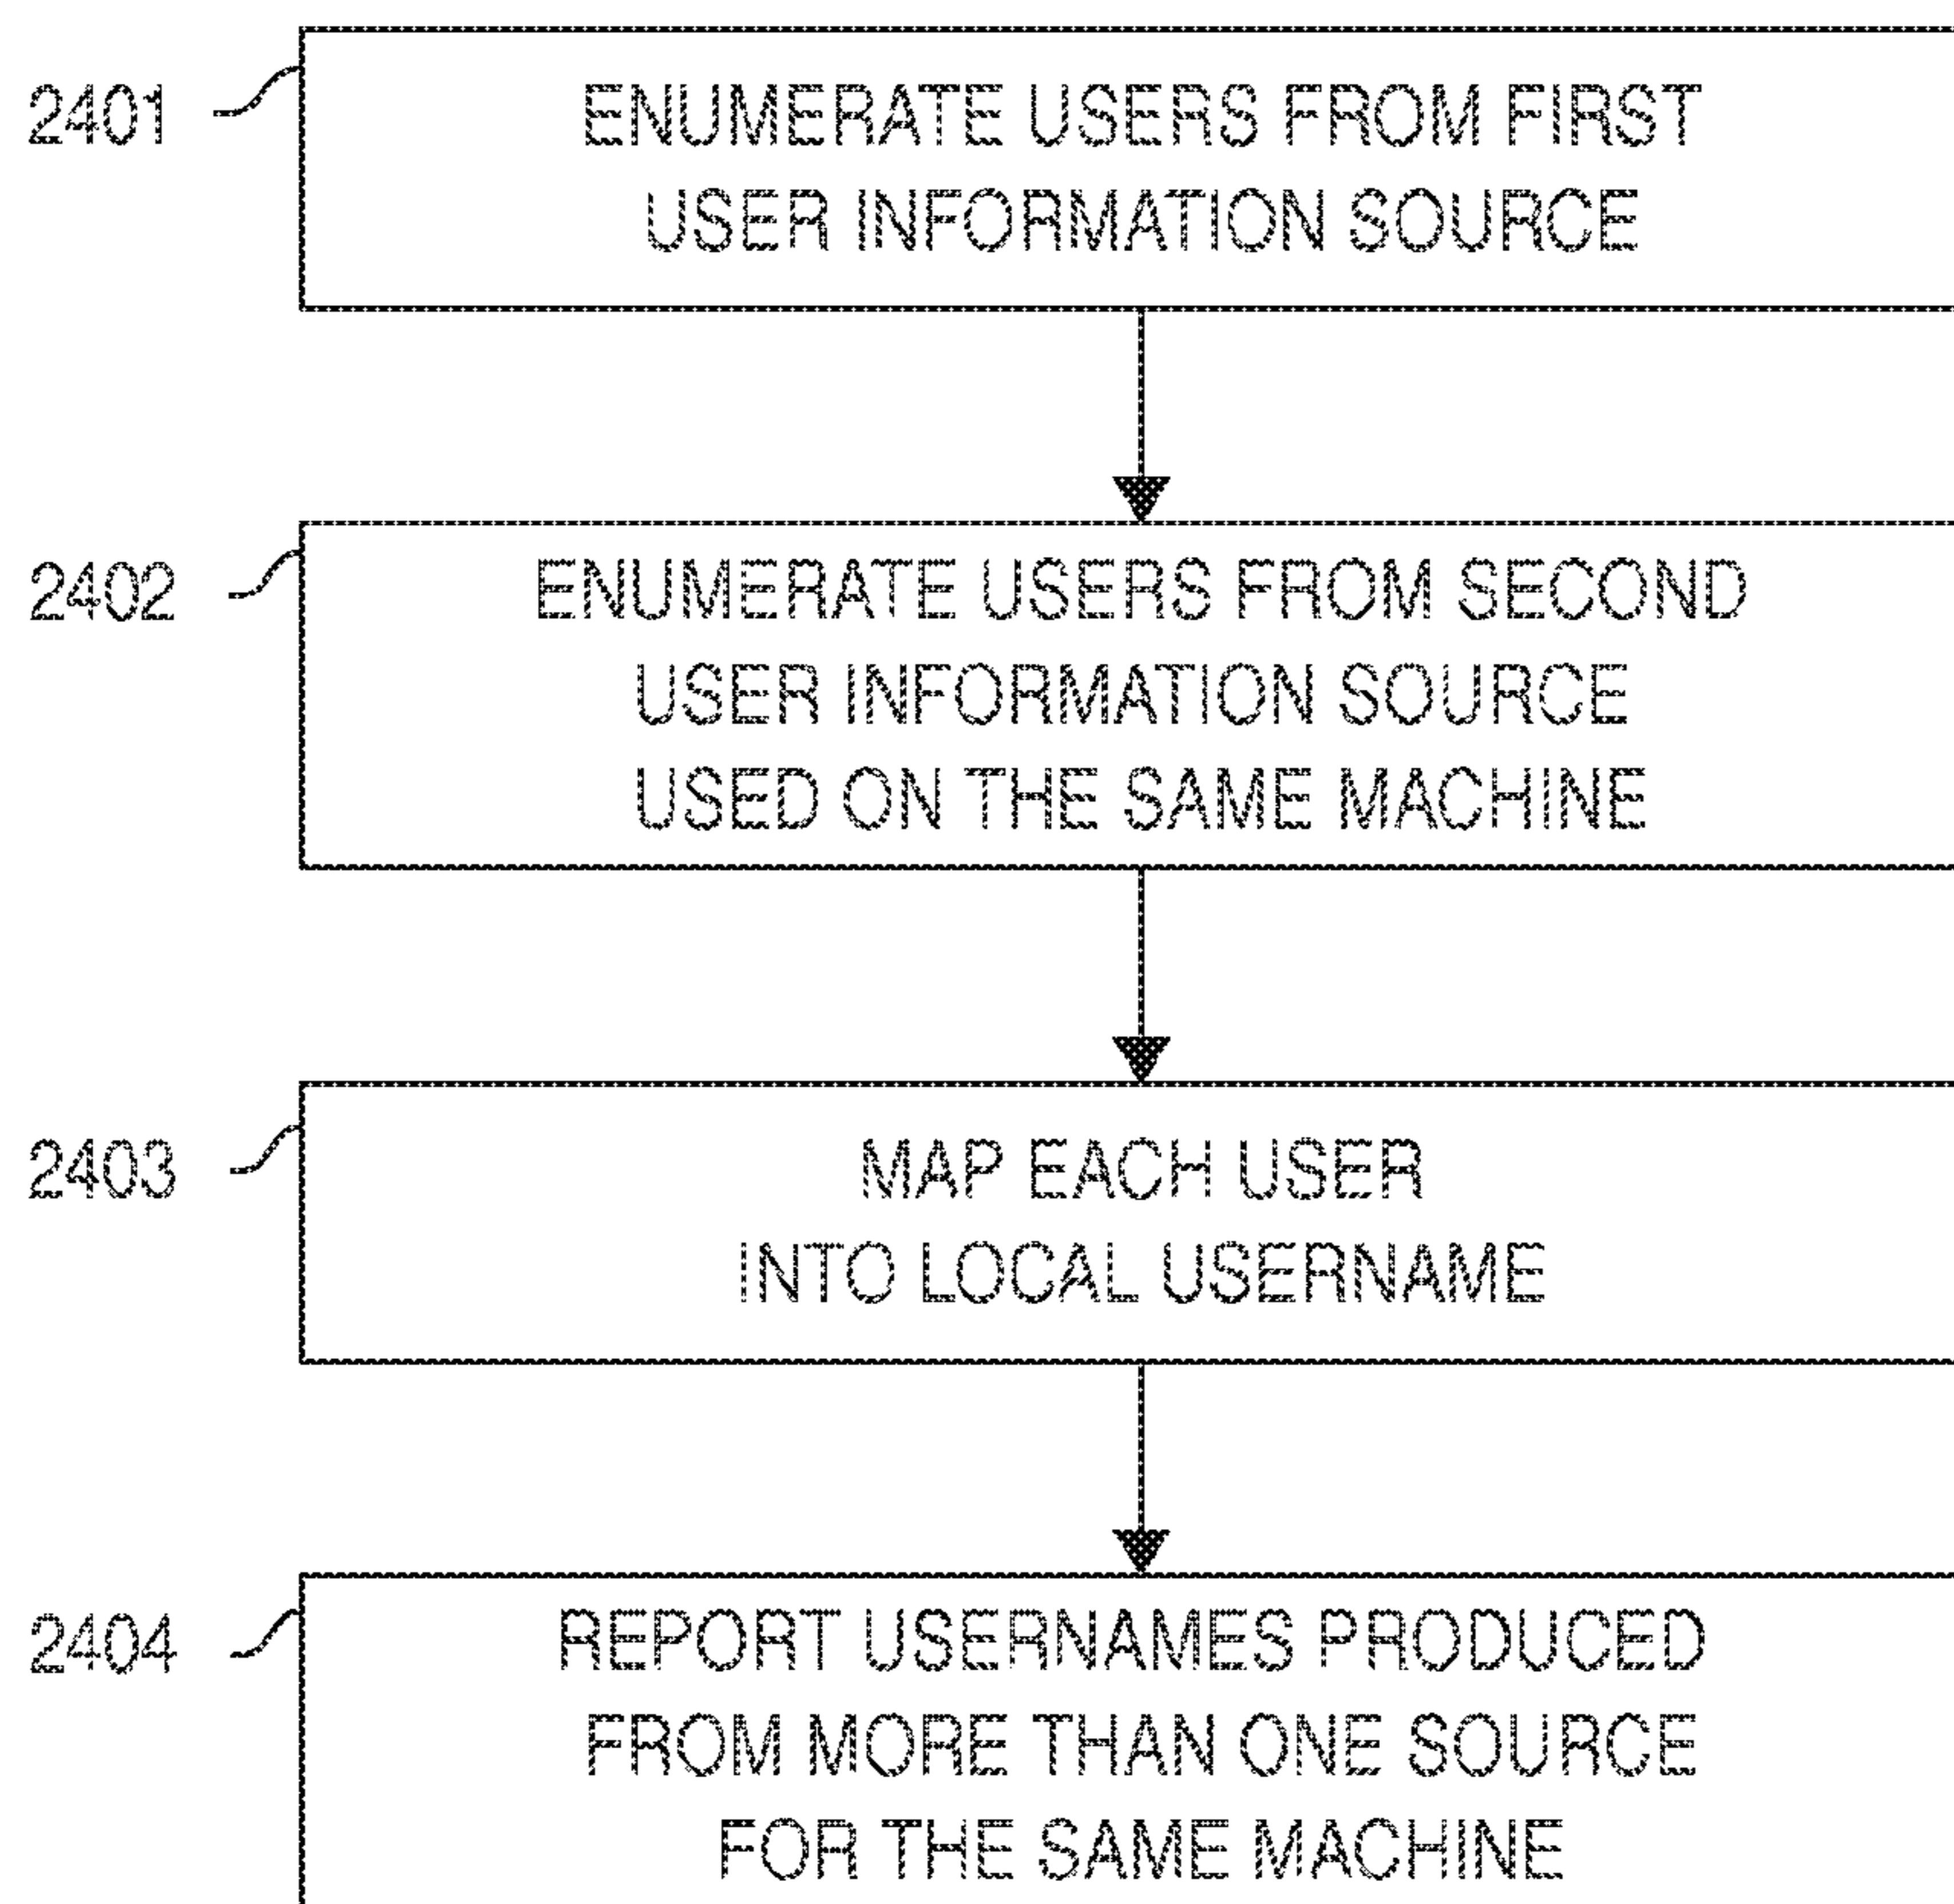 2401
ENUMERATE USERS FROM FIRST
USER INFORMATION SOURCE
2402
ENUMERATE USERS FROM SECOND
USER INFORMATION SOURCE
USED ON THE SAME MACHINE
2403
MAP EACH USER
INTO LOCAL USERNAME
2404
REPORT USERNAMES PRODUCED
FROM MORE THAN ONE SOURCE
FOR THE SAME MACHINE